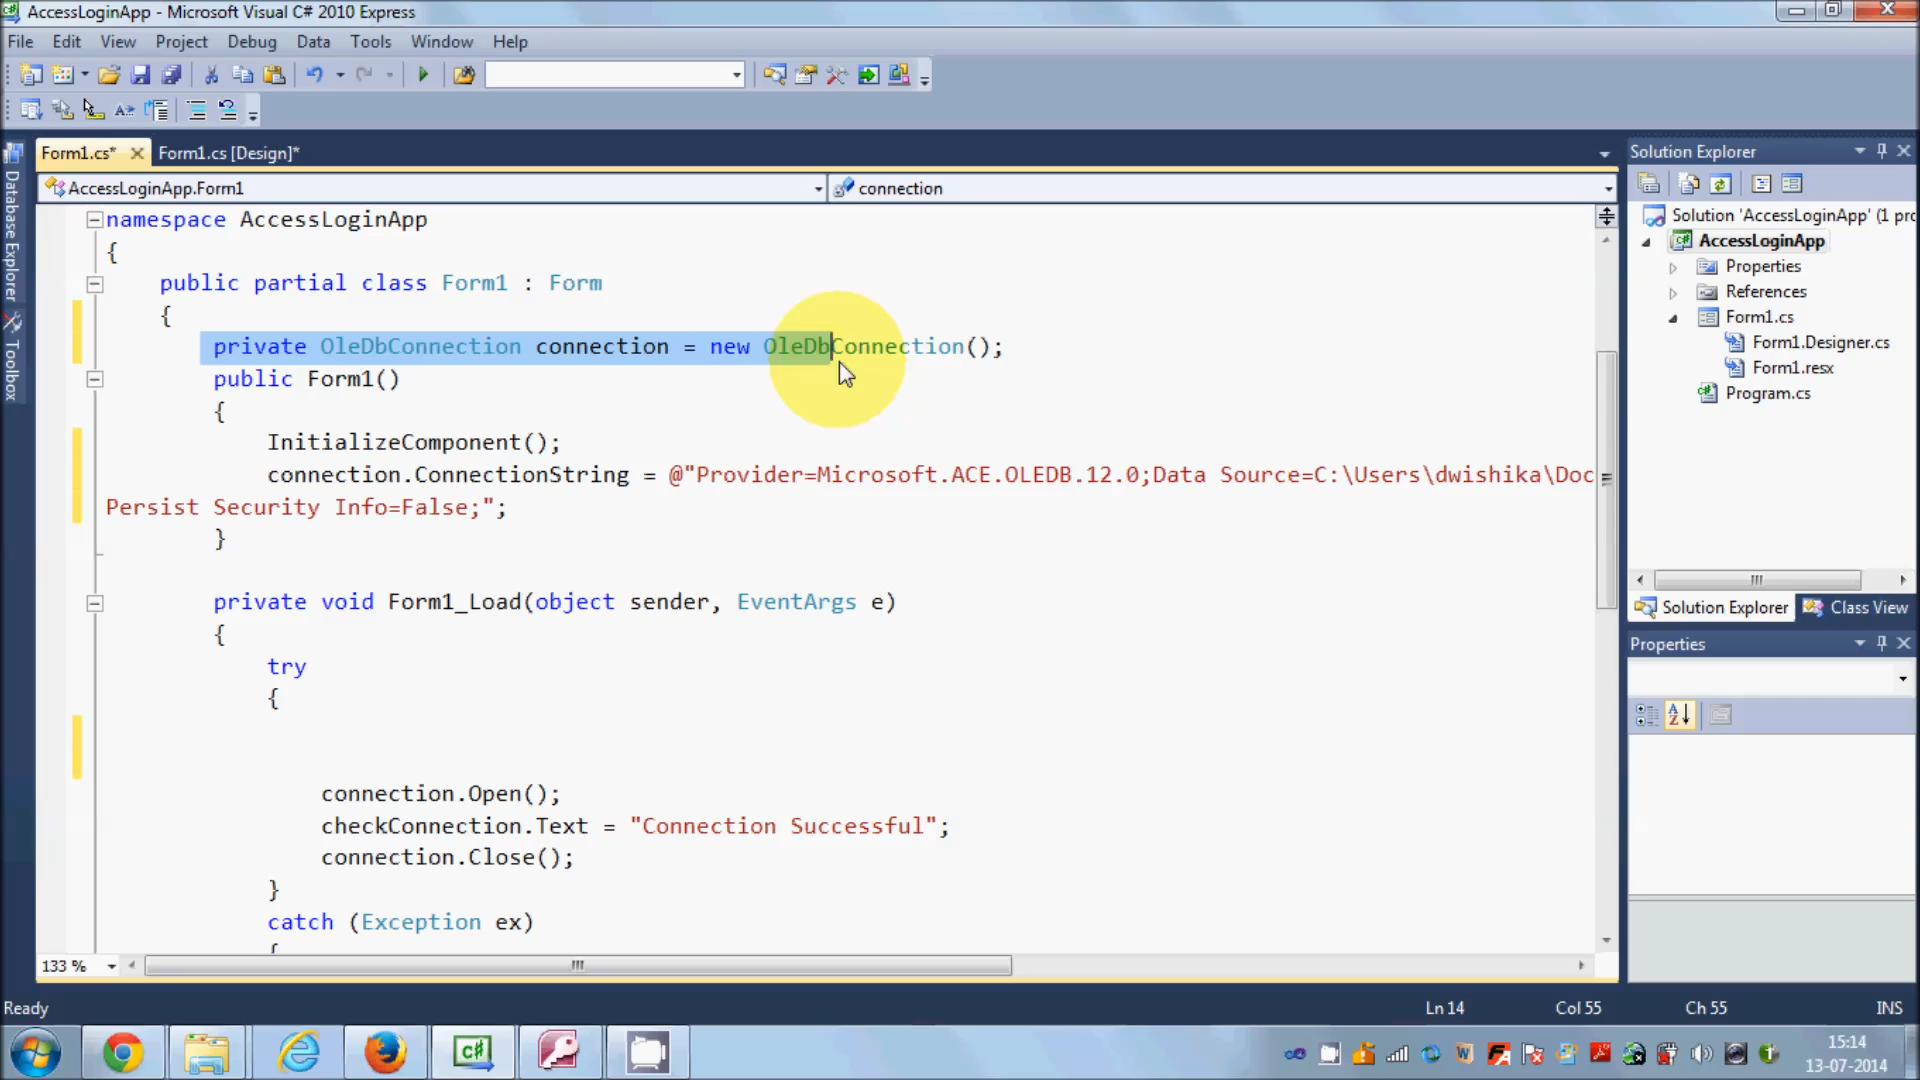 AccessLoginApp - Microsoft Visual C# 2010 Express
File Edit View Project Debug Data Tools Window Help
Form1.cs* Form1.cs [Design]*
AccessLoginApp.Form1 connection
Database Explorer
Toolbox
namespace AccessLoginApp
{
public partial class Form1 : Form
{
private OleDbConnection connection = new OleDbConnection();
public Form1()
{
InitializeComponent();
connection.ConnectionString = @"Provider=Microsoft.ACE.OLEDB.12.0;Data Source=C:\Users\dwishika\Doc
Persist Security Info=False;";
}
private void Form1_Load(object sender, EventArgs e)
{
try
{
connection.Open();
checkConnection.Text = "Connection Successful";
connection.Close();
}
catch (Exception ex)
{
133 %
Solution Explorer
Solution 'AccessLoginApp' (1 pro
AccessLoginApp
Properties
References
Form1.cs
Form1.Designer.cs
Form1.resx
Program.cs
Solution Explorer Class View
Properties
Ready Ln 14 Col 55 Ch 55 INS
15:14
13-07-2014